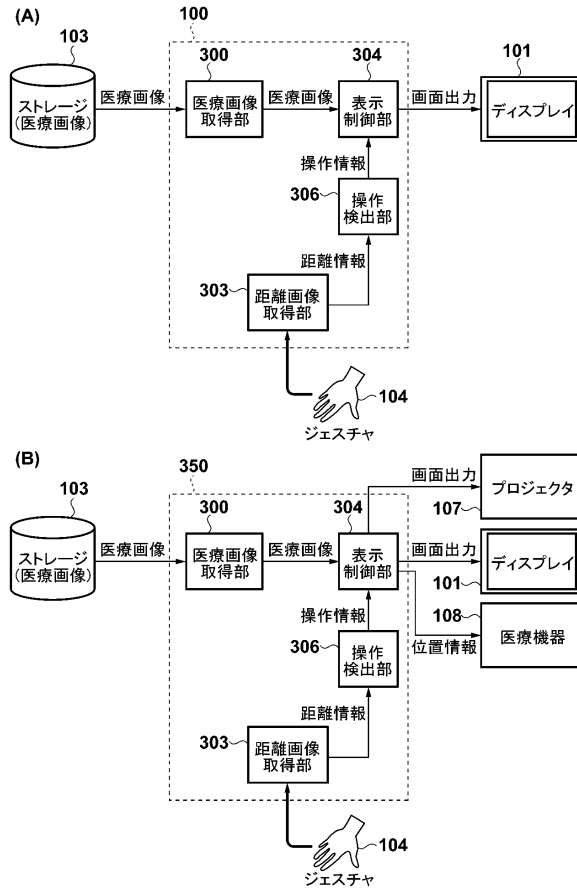 (A)
100
103
300
304
101
ストレージ
(医療画像)
医療画像
医療画像
取得部
医療画像
表示
制御部
画面出力
ディスプレイ
操作情報
306
操作
検出部
距離情報
303
距離画像
取得部
104
ジェスチャ
(B)
350
画面出力
プロジェクタ
107
103
300
304
ストレージ
(医療画像)
医療画像
医療画像
取得部
医療画像
表示
制御部
画面出力
ディスプレイ
101
操作情報
108
医療機器
位置情報
306
操作
検出部
距離情報
303
距離画像
取得部
104
ジェスチャ